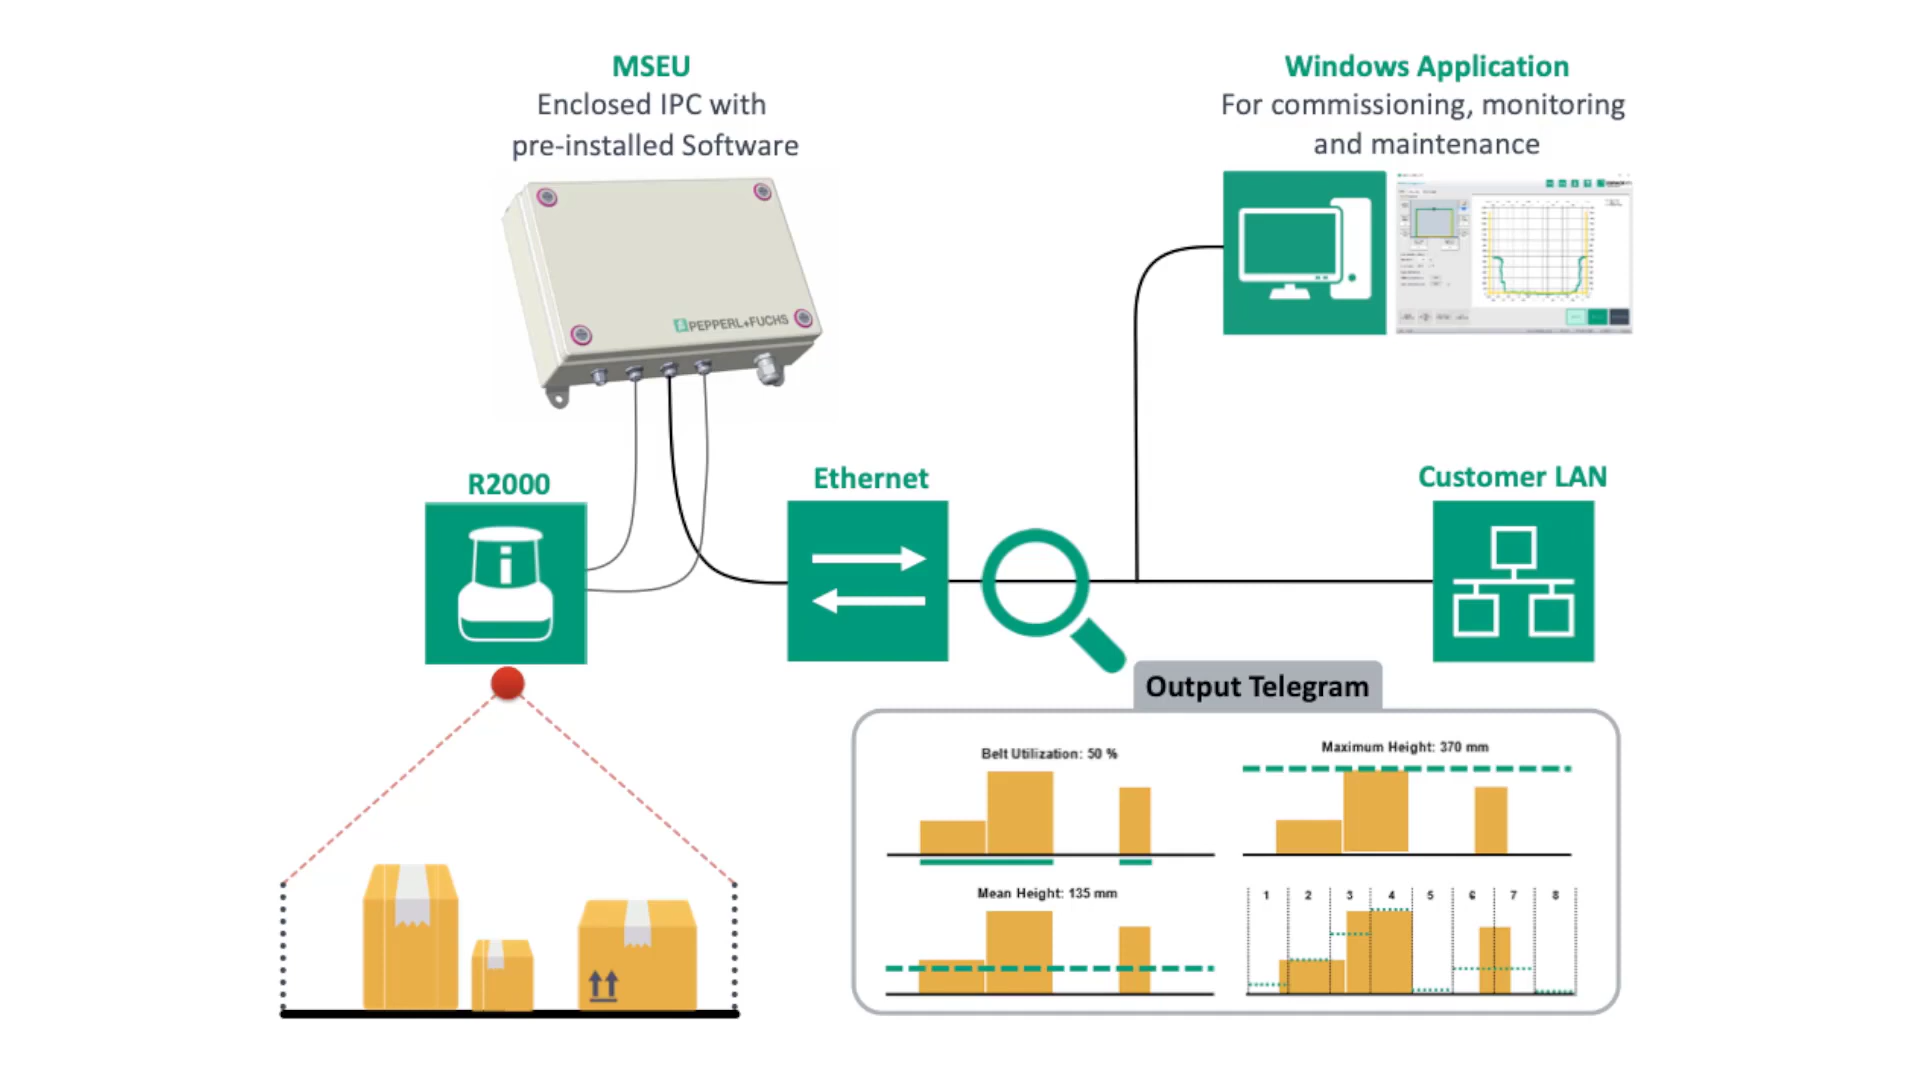 MSEU
Enclosed IPC with
pre-installed Software
Windows Application
For commissioning, monitoring
and maintenance
PEPPERL+FUCHS
R2000
Ethernet
Customer LAN
Output Telegram
Belt Utilization: 50 %
Maximum Height: 370 mm
Mean Height: 135 mm
1 2 3 4 5 6 7 8